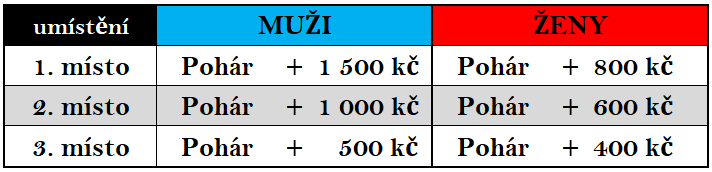 umístění MUŽI ŽENY
1. místo Pohár + 1 500 kč Pohár + 800 kč
2. místo Pohár + 1 000 kč Pohár + 600 kč
3. místo Pohár + 500 kč Pohár + 400 kč